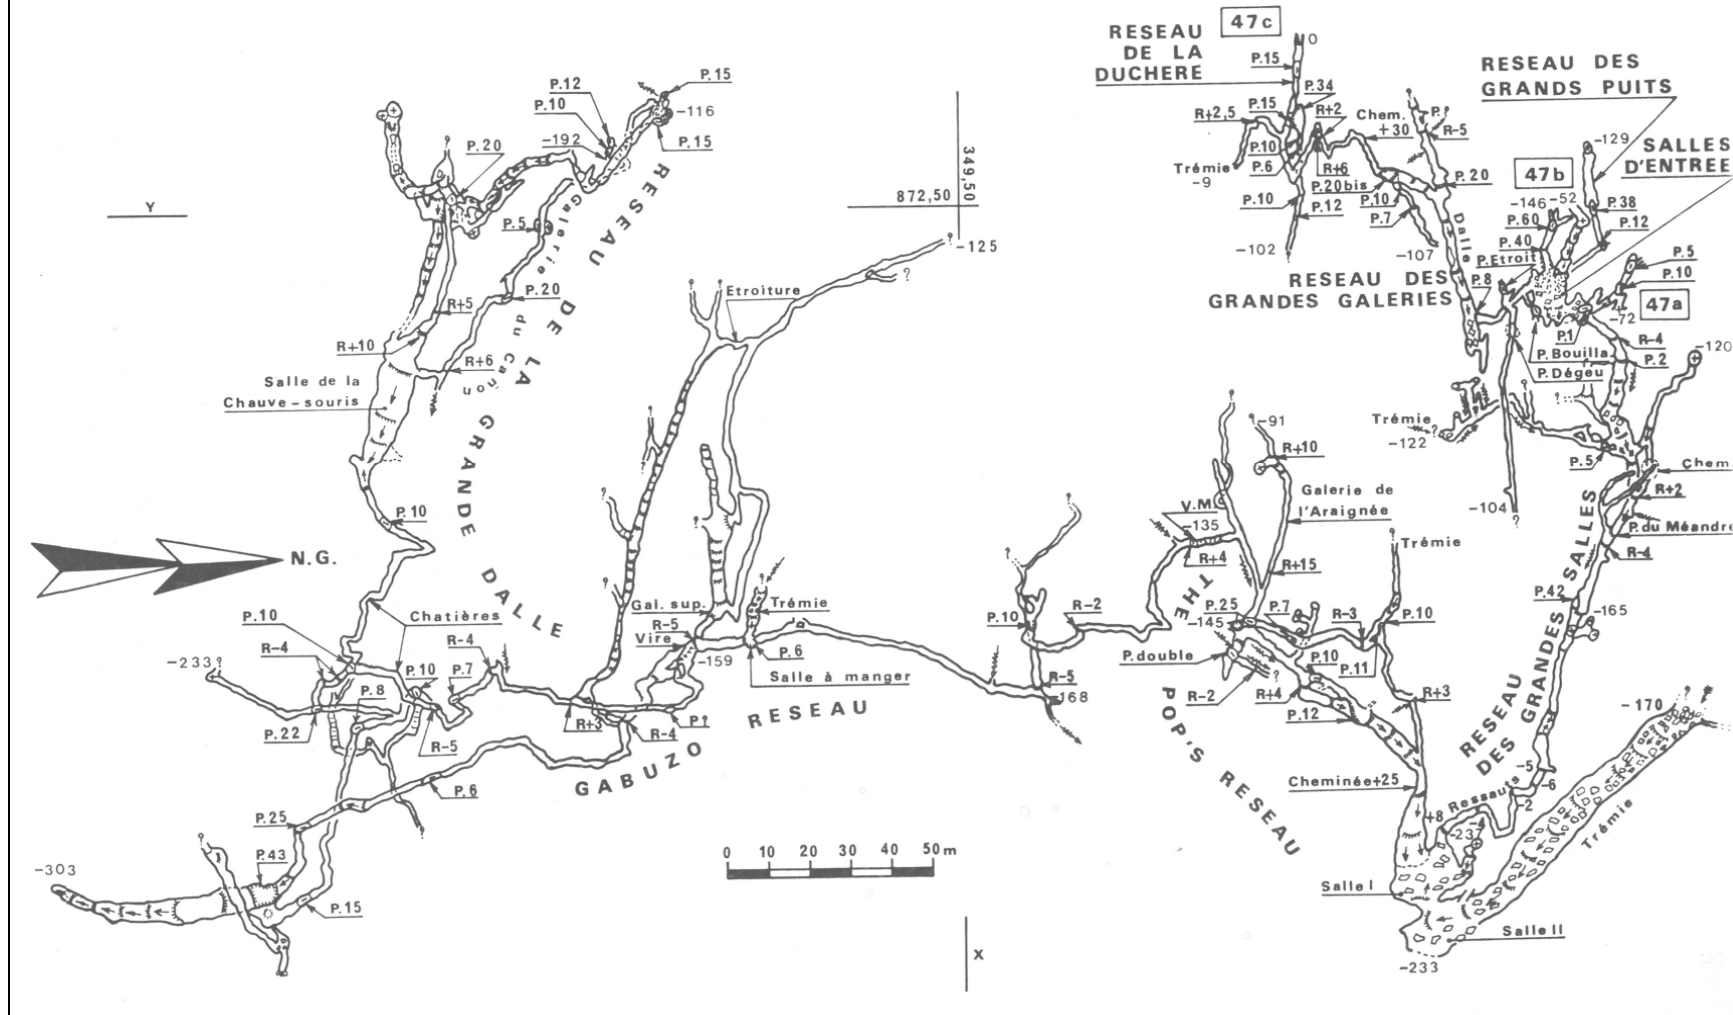 47c
RESEAU
DE LA
DUCHERE
O
P.15
P.34
P.15
R+2
R+2,5
Chem.
+30
P.10
P.6
R+6
Trémie
-9
P.20bis
P.10
P.10
P.12
P.7
-102
-107
P.?
R-5
P.20
Dalle
RESEAU DES
GRANDS PUITS
SALLES
D'ENTREE
-129
47b
-146
-52
P.60
P.38
P.12
P.40
P.Etroit
P.5
P.10
RESEAU DES
GRANDES GALERIES
P.8
47a
-72
P1
R-4
P.Bouilla
P.2
P.Dégeu
-120
Trémie
-122
?
P.5
Chem.
R+2
-104
?
P.du Méandre
R-4
P.42
-165
RESEAU
DES
GRANDES SALLES
-5
-6
-2
Ressauts
+8
-4
-237
-170
?
?
Trémie
Salle I
Salle II
-233
Cheminée+25
P.15
P.12
P.10
-116
P.15
-192
P.20
?
Y
P.5
Galerie du Cañon
P.20
R+5
R+10
R+6
Salle de la
Chauve-souris
RESEAU DE LA GRANDE DALLE
P.10
N.G.
Chatières
P.10
R-4
-233
?
P.8
P.10
R-4
P.7
P.22
R-5
P.6
P.25
?
?
P.43
-303
P.15
349,50
872,50
?
-125
?
Etroiture
?
?
?
?
?
?
?
Gal. sup.
R-5
Vire
Trémie
P.6
-159
Salle à manger
R+3
R-4
P?
GABUZO RESEAU
0 10 20 30 40 50m
X
?
?
P.10
R-2
R-5
-168
V.M.
-135
R+4
?
?
-91
R+10
Galerie de
l'Araignée
?
Trémie
R+15
THE
P.25
-145
P.7
R-3
P.10
P.double
P.10
P.11
R-2
?
R+4
R+3
P.12
POP'S RESEAU